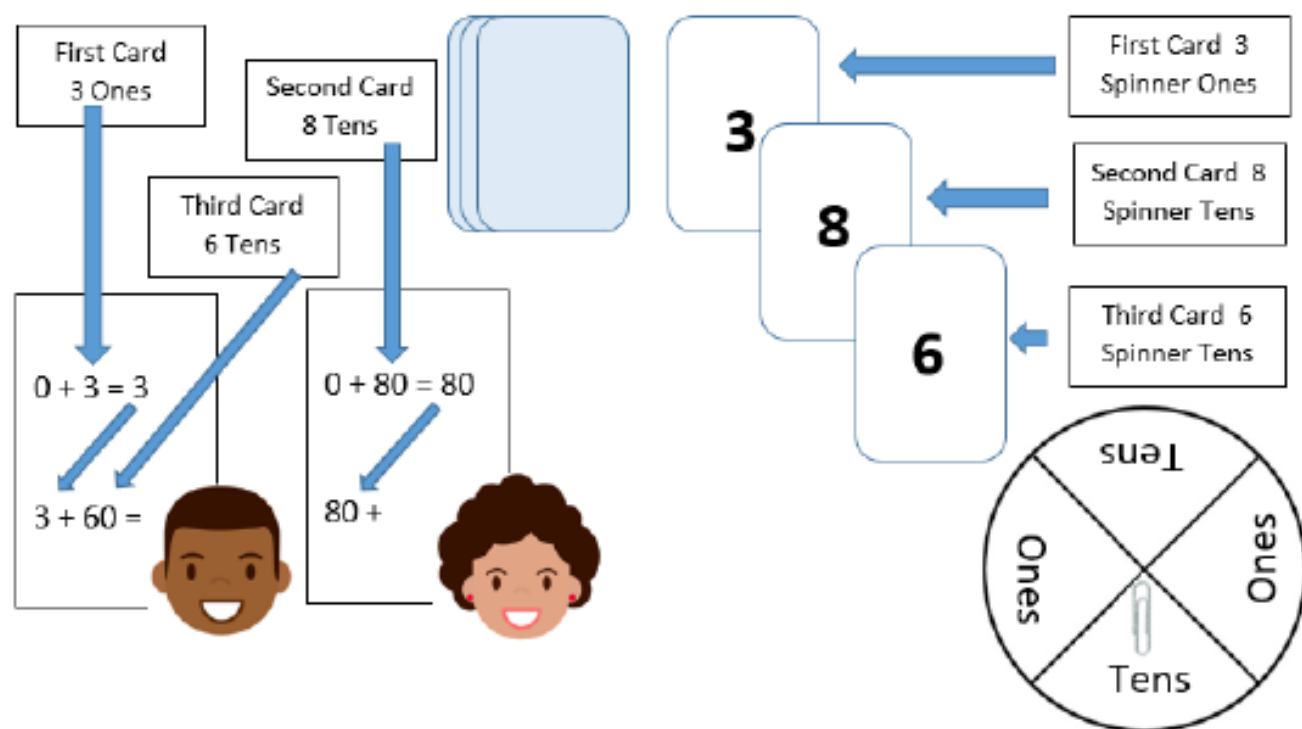 First Card
3 Ones
Second Card
8 Tens
Third Card
6 Tens
0 + 3 = 3
3 + 60 =
0 + 80 = 80
80 +
3
8
6
First Card 3
Spinner Ones
Second Card 8
Spinner Tens
Third Card 6
Spinner Tens
Tens
Ones
Ones
Tens